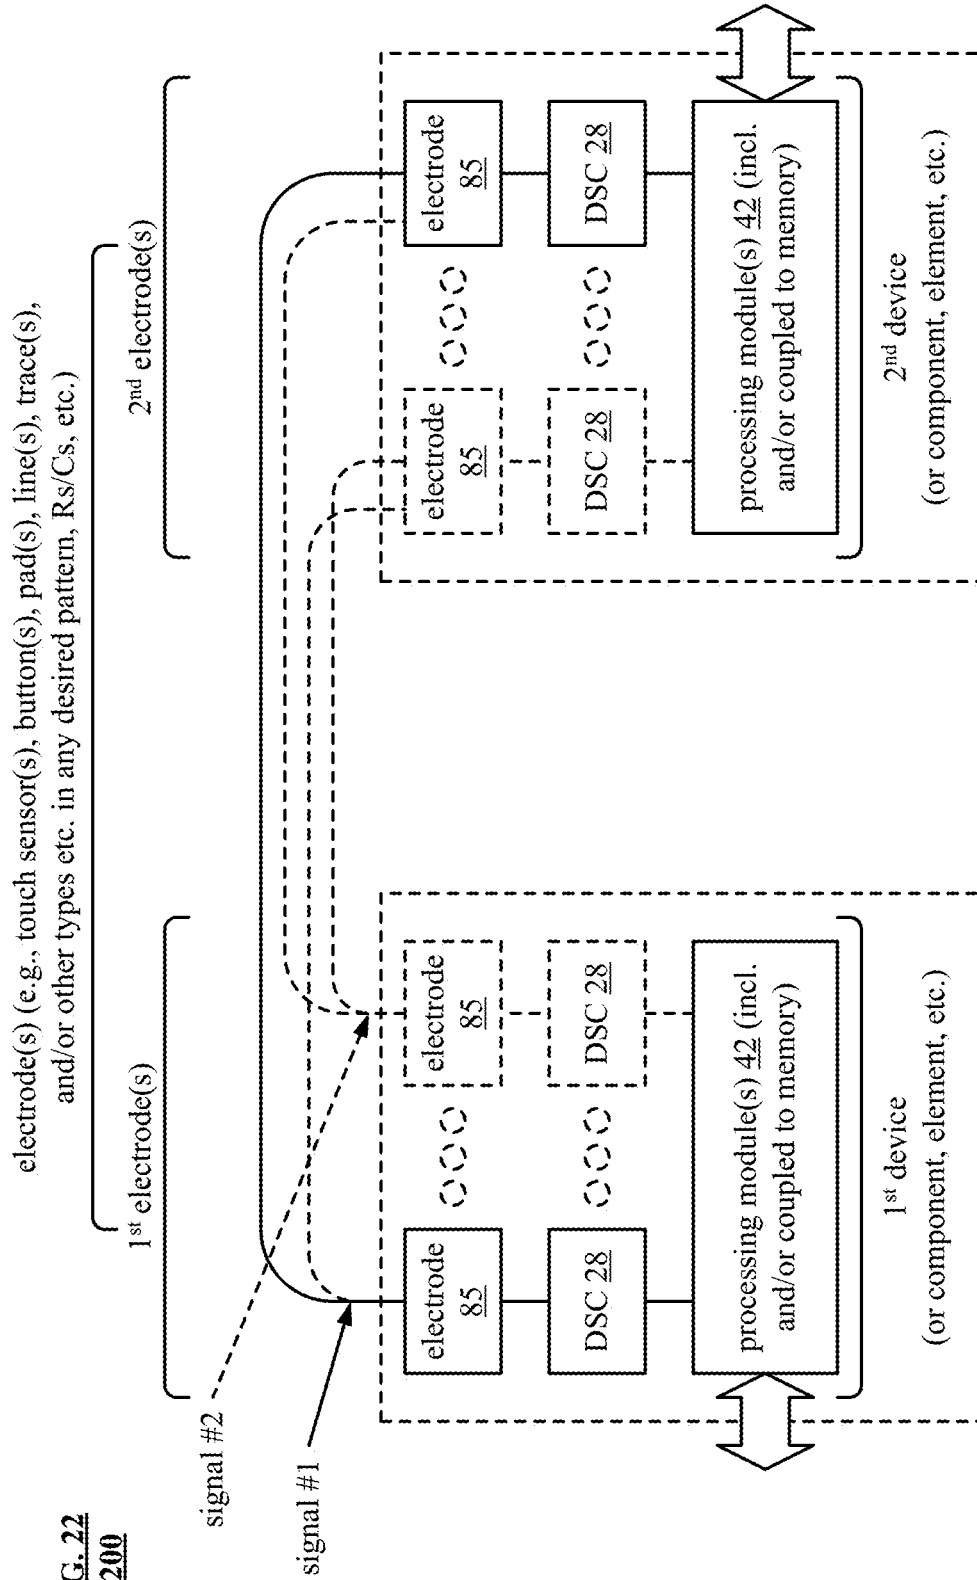 G. 22
200
electrode(s) (e.g., touch sensor(s), button(s), pad(s), line(s), trace(s),
and/or other types etc. in any desired pattern, Rs/Cs, etc.)
1st electrode(s)
2nd electrode(s)
signal #2
signal #1
electrode
85
electrode
85
electrode
85
electrode
85
DSC 28
DSC 28
DSC 28
DSC 28
processing module(s) 42 (incl.
and/or coupled to memory)
processing module(s) 42 (incl.
and/or coupled to memory)
1st device
(or component, element, etc.)
2nd device
(or component, element, etc.)